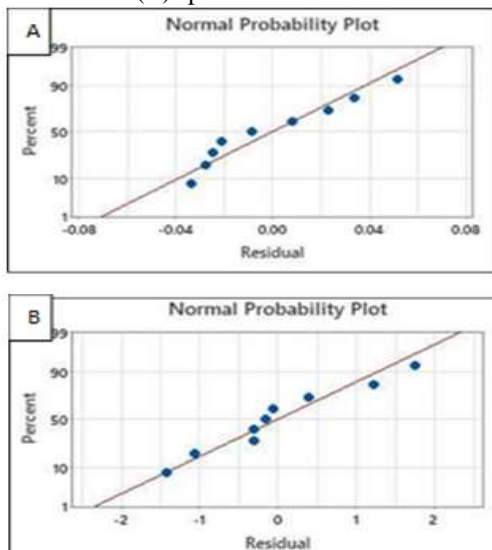 A
Normal Probability Plot
99
90
50
10
1
Percent
-0.08 -0.04 0.00 0.04 0.08
Residual
B
Normal Probability Plot
99
90
50
10
1
Percent
-2 -1 0 1 2
Residual